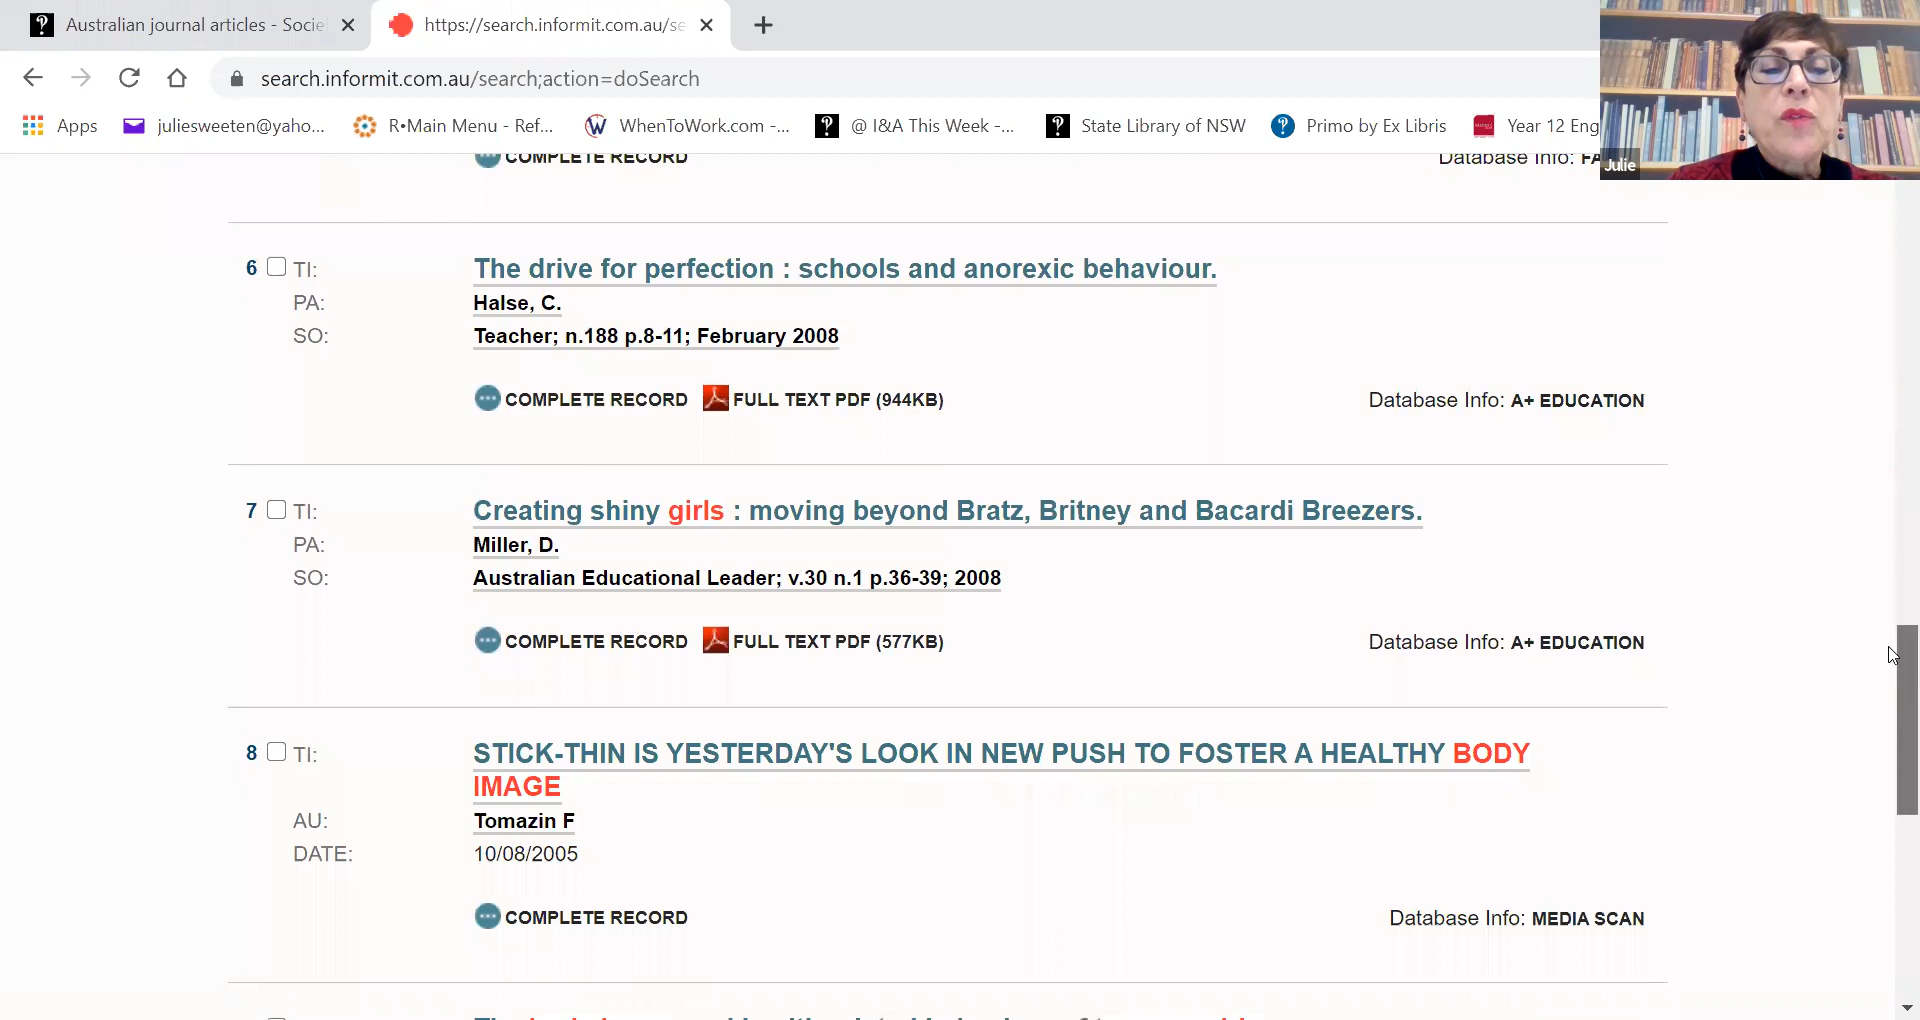 Australian journal articles - Socie
https://search.informit.com.au/se
search.informit.com.au/search;action=doSearch
Apps
juliesweeten@yaho...
R•Main Menu - Ref...
WhenToWork.com -...
@ I&A This Week -...
State Library of NSW
Primo by Ex Libris
Year 12 Eng
Julie
COMPLETE RECORD
Database Info: FA
6 TI: The drive for perfection : schools and anorexic behaviour.
PA: Halse, C.
SO: Teacher; n.188 p.8-11; February 2008
COMPLETE RECORD FULL TEXT PDF (944KB) Database Info: A+ EDUCATION
7 TI: Creating shiny girls : moving beyond Bratz, Britney and Bacardi Breezers.
PA: Miller, D.
SO: Australian Educational Leader; v.30 n.1 p.36-39; 2008
COMPLETE RECORD FULL TEXT PDF (577KB) Database Info: A+ EDUCATION
8 TI: STICK-THIN IS YESTERDAY'S LOOK IN NEW PUSH TO FOSTER A HEALTHY BODY
IMAGE
AU: Tomazin F
DATE: 10/08/2005
COMPLETE RECORD Database Info: MEDIA SCAN